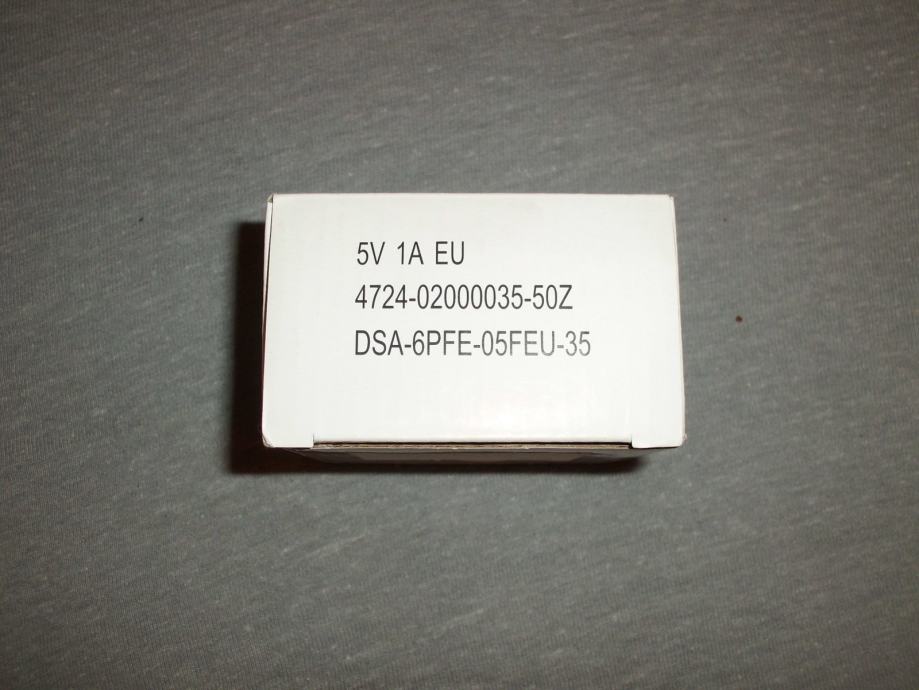 5V 1A EU
4724-02000035-50Z
DSA-6PFE-05FEU-35